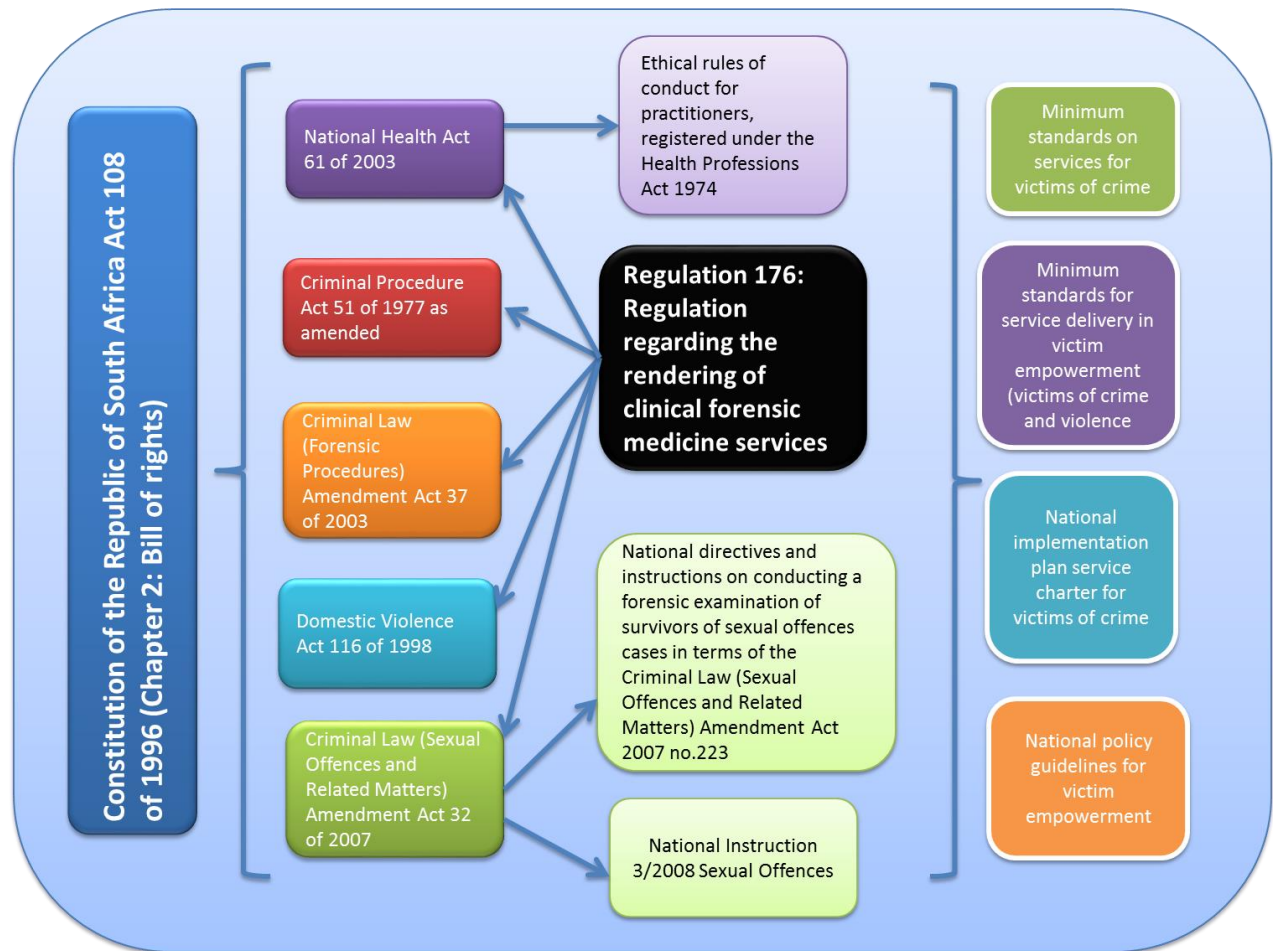 Constitution of the Republic of South Africa Act 108
of 1996 (Chapter 2: Bill of rights)
National Health Act
61 of 2003
Criminal Procedure
Act 51 of 1977 as
amended
Criminal Law
(Forensic
Procedures)
Amendment Act 37
of 2003
Domestic Violence
Act 116 of 1998
Criminal Law (Sexual
Offences and
Related Matters)
Amendment Act 32
of 2007
Ethical rules of
conduct for
practitioners,
registered under the
Health Professions
Act 1974
Regulation 176:
Regulation
regarding the
rendering of
clinical forensic
medicine services
National directives and
instructions on conducting a
forensic examination of
survivors of sexual offences
cases in terms of the
Criminal Law (Sexual
Offences and Related
Matters) Amendment Act
2007 no.223
National Instruction
3/2008 Sexual Offences
Minimum
standards on
services for
victims of crime
Minimum
standards for
service delivery in
victim
empowerment
(victims of crime
and violence
National
implementation
plan service
charter for
victims of crime
National policy
guidelines for
victim
empowerment